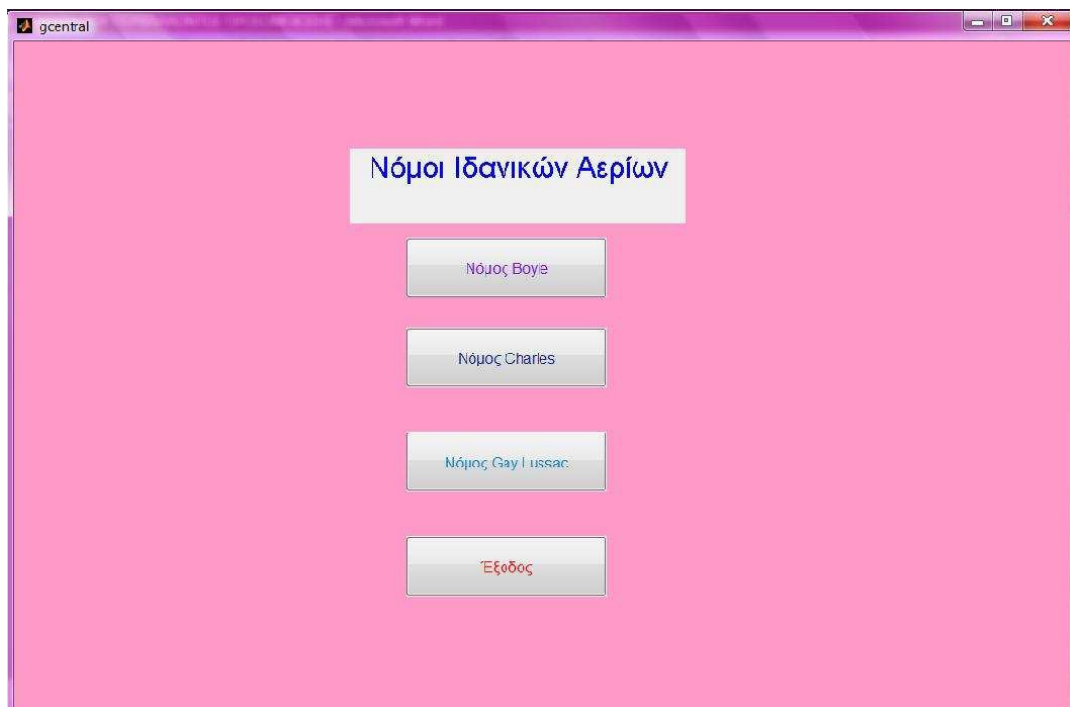 gcentral
Νόμοι Ιδανικών Αερίων
Νόμος Boyle
Νόμος Charles
Νόμος Gay Lussac
Έξοδος